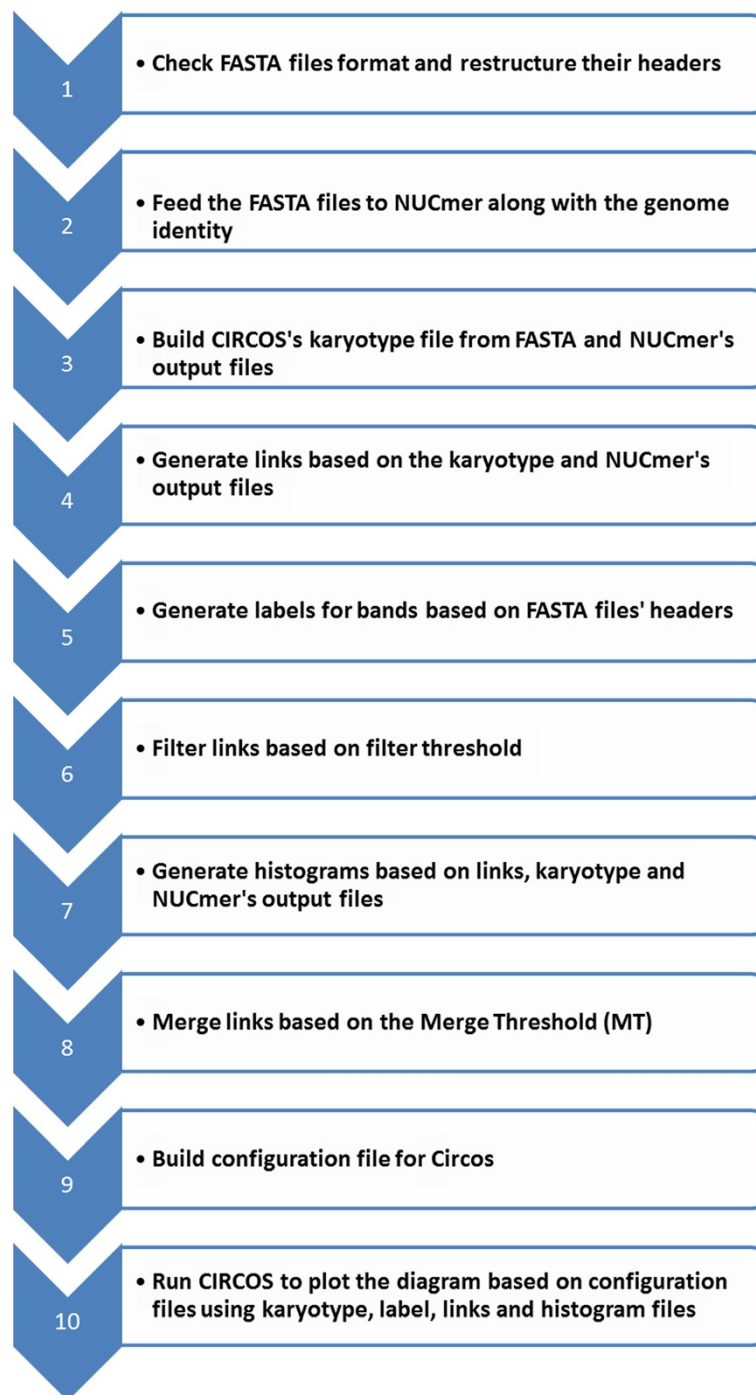 1
• Check FASTA files format and restructure their headers
2
• Feed the FASTA files to NUCmer along with the genome
identity
3
• Build CIRCOS's karyotype file from FASTA and NUCmer's
output files
4
• Generate links based on the karyotype and NUCmer's
output files
5
• Generate labels for bands based on FASTA files' headers
6
• Filter links based on filter threshold
7
• Generate histograms based on links, karyotype and
NUCmer's output files
8
• Merge links based on the Merge Threshold (MT)
9
• Build configuration file for Circos
10
• Run CIRCOS to plot the diagram based on configuration
files using karyotype, label, links and histogram files